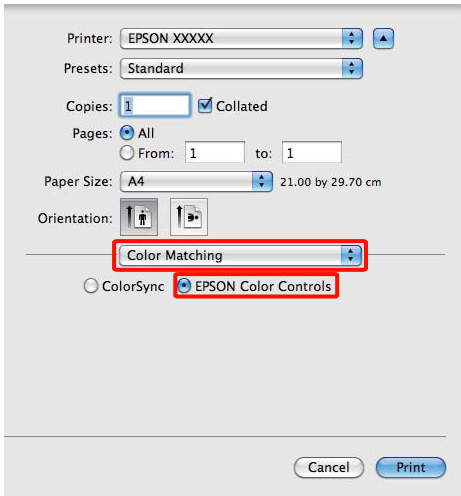 Printer: EPSON XXXXX
Presets: Standard
Copies: 1 Collated
Pages: All
From: 1 to: 1
Paper Size: A4 21.00 by 29.70 cm
Orientation:
Color Matching
ColorSync EPSON Color Controls
Cancel Print